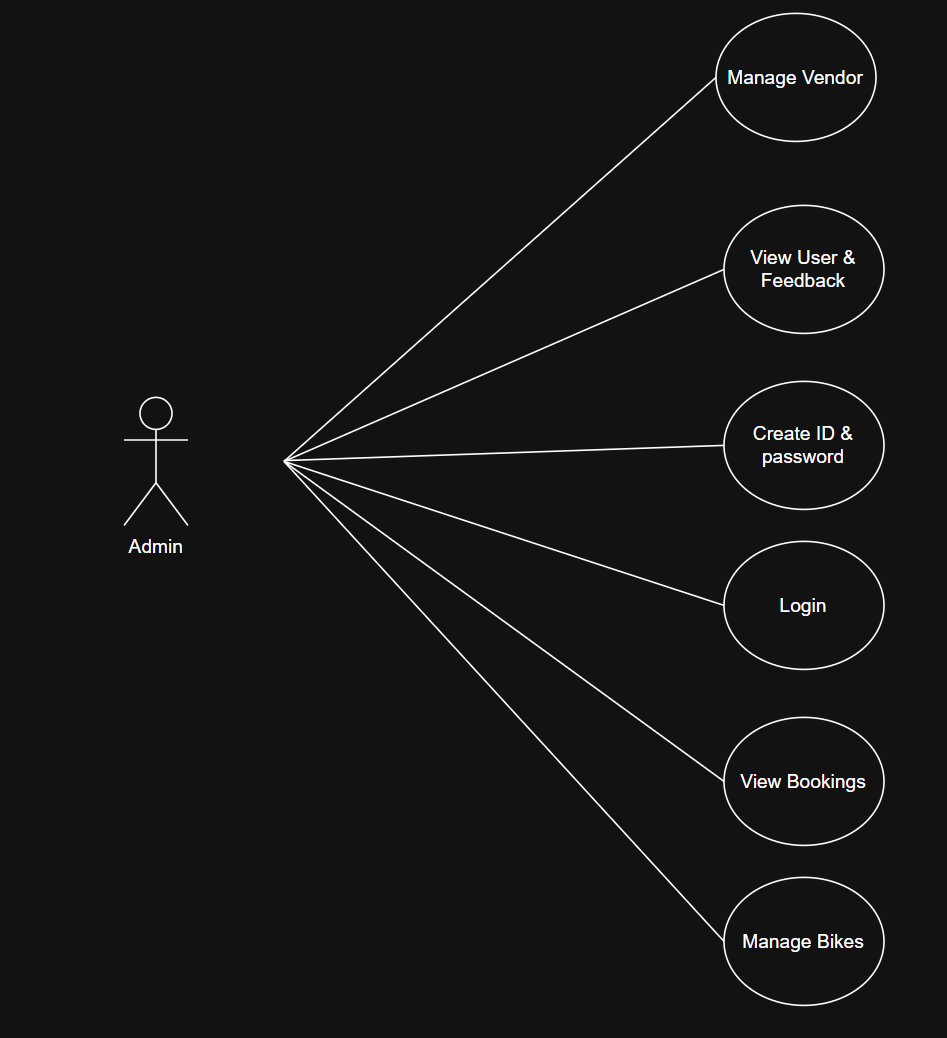 Manage Vendor
View User &
Feedback
Create ID &
password
Admin
Login
View Bookings
Manage Bikes